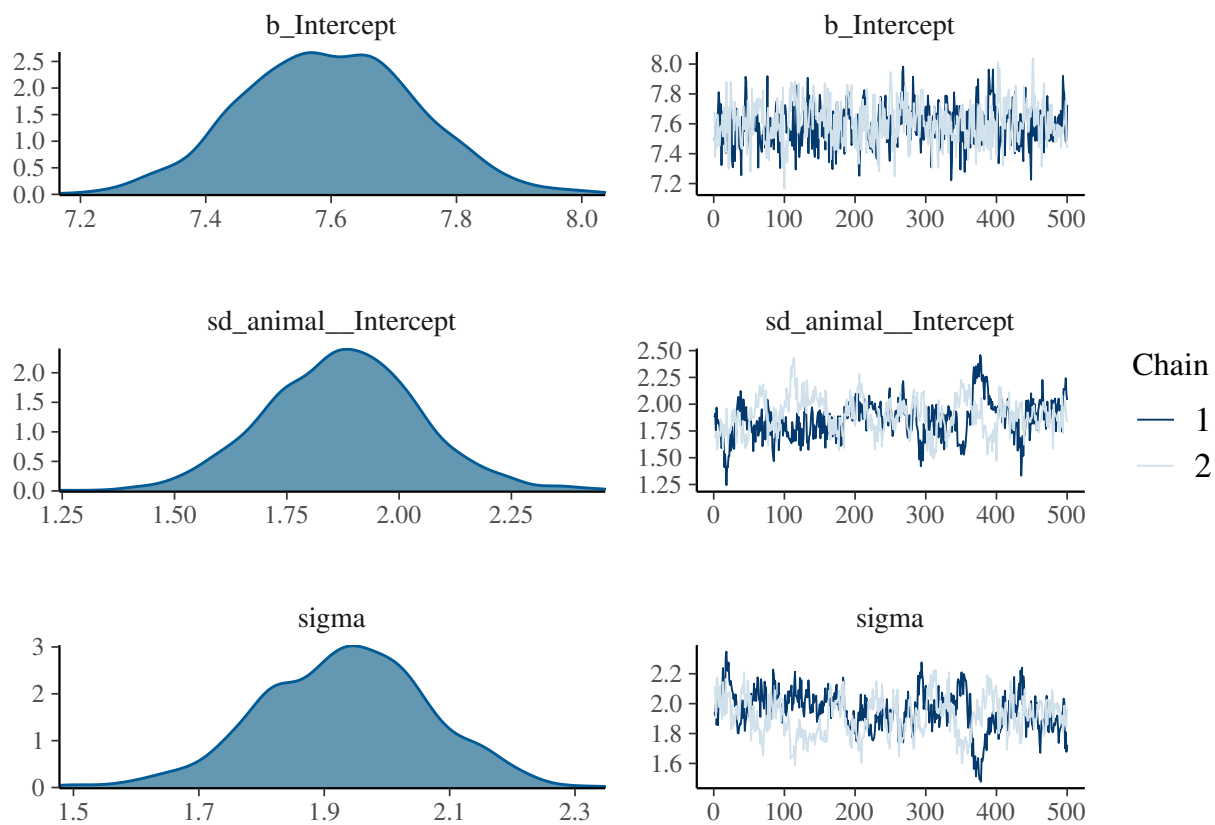 b_Intercept
2.5
2.0
1.5
1.0
0.5
0.0
7.2 7.4 7.6 7.8 8.0
b_Intercept
8.0
7.8
7.6
7.4
7.2
0 100 200 300 400 500
sd_animal__Intercept
2.0
1.5
1.0
0.5
0.0
1.25 1.50 1.75 2.00 2.25
sd_animal__Intercept
2.50
2.25
2.00
1.75
1.50
1.25
0 100 200 300 400 500
sigma
3
2
1
0
1.5 1.7 1.9 2.1 2.3
sigma
2.2
2.0
1.8
1.6
0 100 200 300 400 500
Chain
1
2